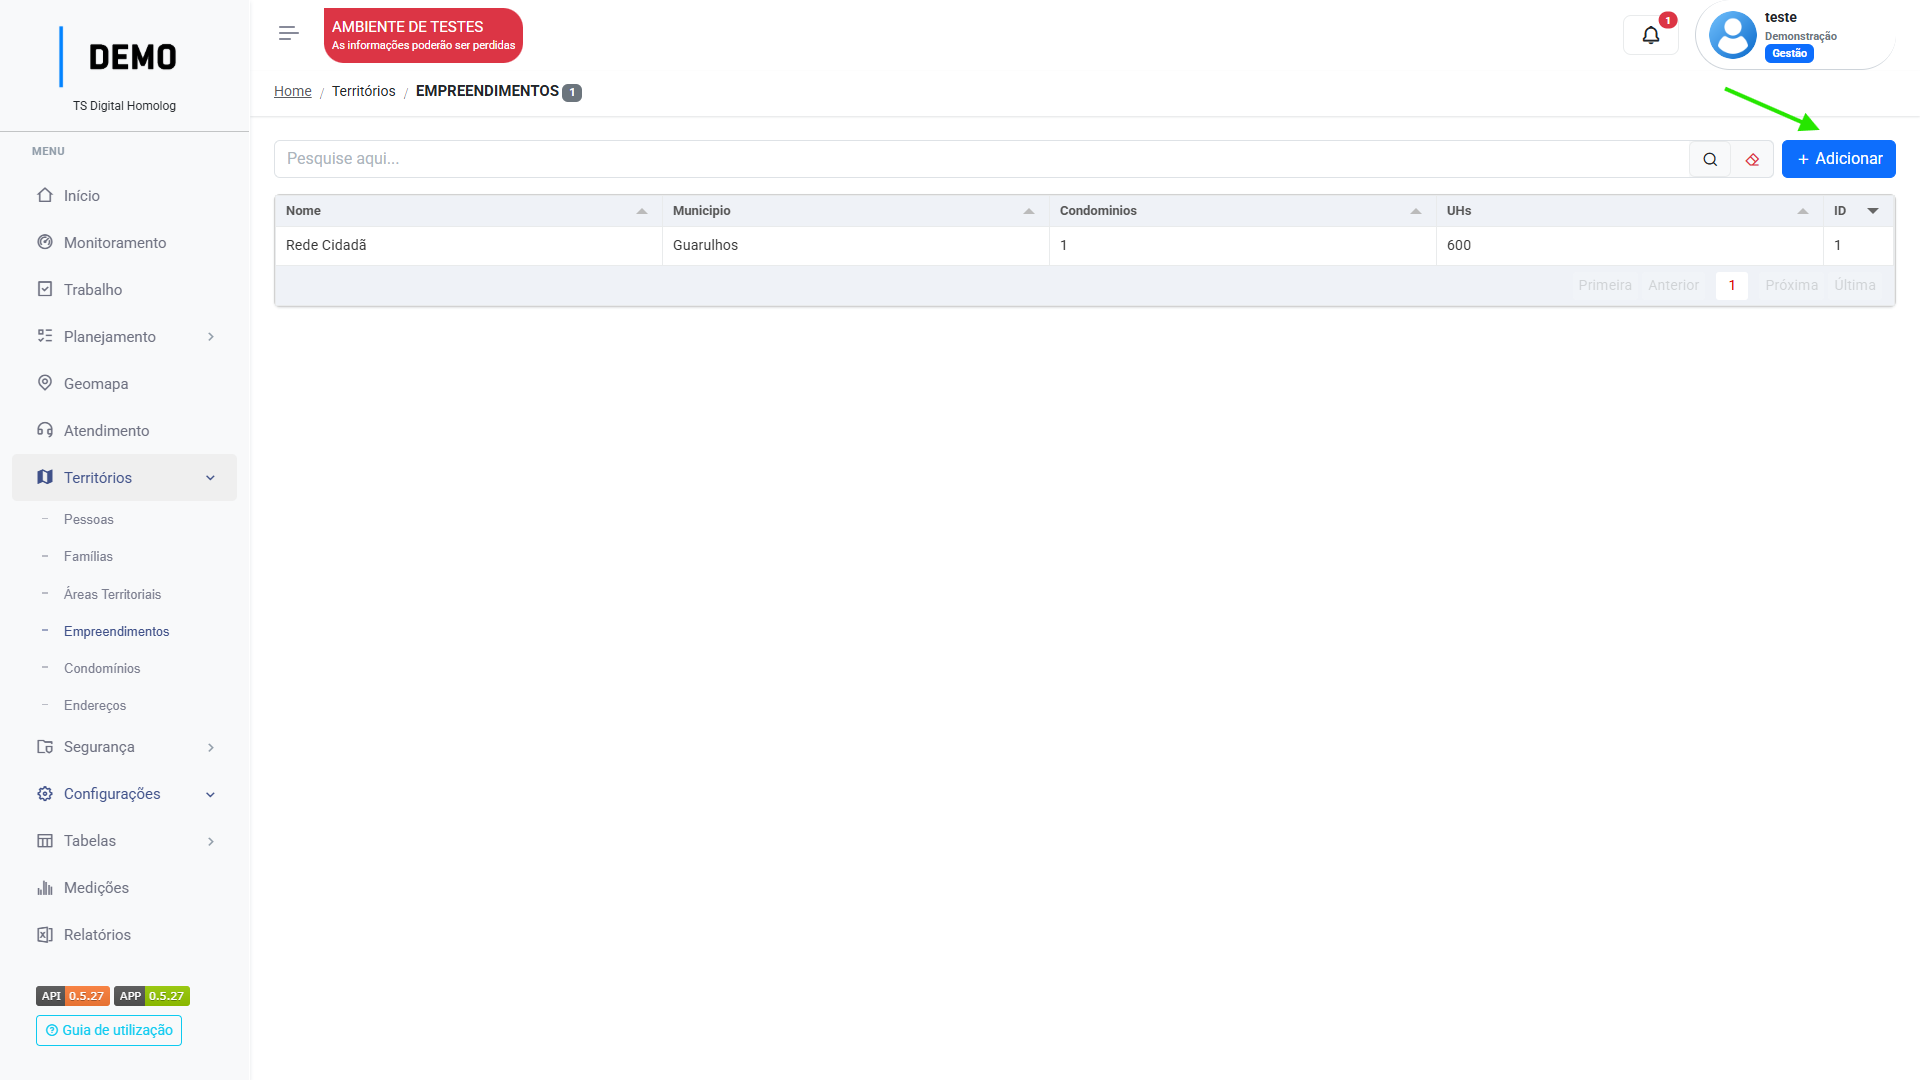 DEMO
TS Digital Homolog
MENU
Início
Monitoramento
Trabalho
Planejamento
Geomapa
Atendimento
Territórios
Pessoas
Famílias
Áreas Territoriais
Empreendimentos
Condomínios
Endereços
Segurança
Configurações
Tabelas
Medições
Relatórios
API 0.5.27 APP 0.5.27
Guia de utilização
AMBIENTE DE TESTES
As informações poderão ser perdidas
1
teste
Demonstração
Gestão
Home / Territórios / EMPREENDIMENTOS 1
Pesquise aqui...
+ Adicionar
Nome Municipio Condominios UHs ID
Rede Cidadã Guarulhos 1 600 1
Primeira Anterior 1 Próxima Última